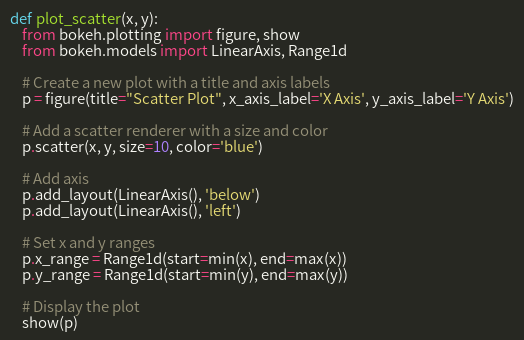 def plot_scatter(x, y):
    from bokeh.plotting import figure, show
    from bokeh.models import LinearAxis, Range1d

    # Create a new plot with a title and axis labels
    p = figure(title="Scatter Plot", x_axis_label='X Axis', y_axis_label='Y Axis')

    # Add a scatter renderer with a size and color
    p.scatter(x, y, size=10, color='blue')

    # Add axis
    p.add_layout(LinearAxis(), 'below')
    p.add_layout(LinearAxis(), 'left')

    # Set x and y ranges
    p.x_range = Range1d(start=min(x), end=max(x))
    p.y_range = Range1d(start=min(y), end=max(y))

    # Display the plot
    show(p)